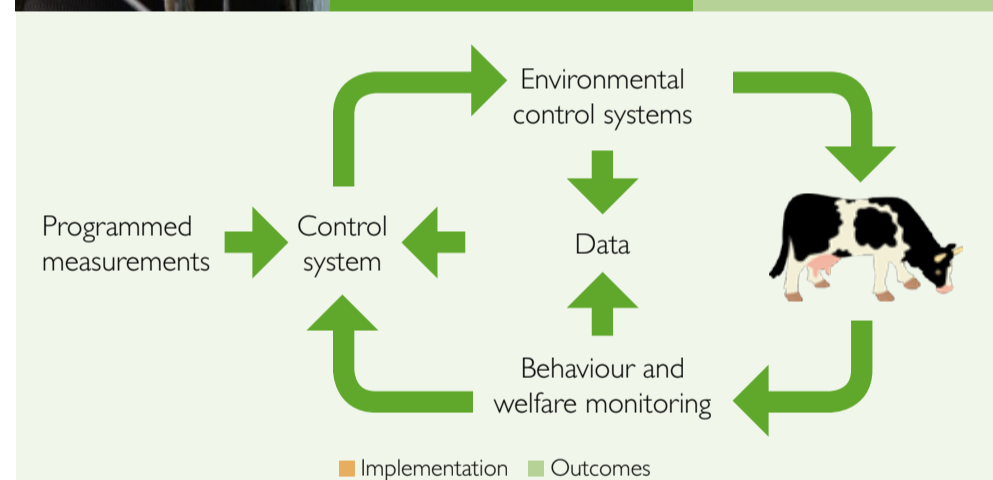 Environmental
control systems
Programmed
measurements
Control
system
Data
Behaviour and
welfare monitoring
Implementation
Outcomes